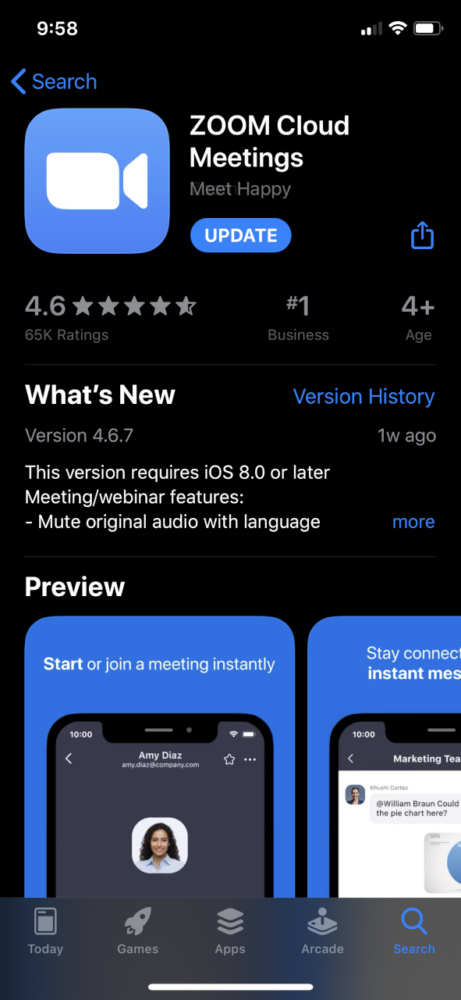 9:58
Search
ZOOM Cloud
Meetings
Meet Happy
UPDATE
4.6
#1
4+
65K Ratings
Business
Age
What's New
Version History
Version 4.6.7
1w ago
This version requires iOS 8.0 or later
Meeting/webinar features:
- Mute original audio with language
more
Preview
Start or join a meeting instantly
10:00
Amy Diaz
amy.diaz@company.com
Stay connect
instant mes
10:00
Marketing Tea
Khushi Cortez
@William Braun Could
the pie chart here?
55%
Today
Games
Apps
Arcade
Search